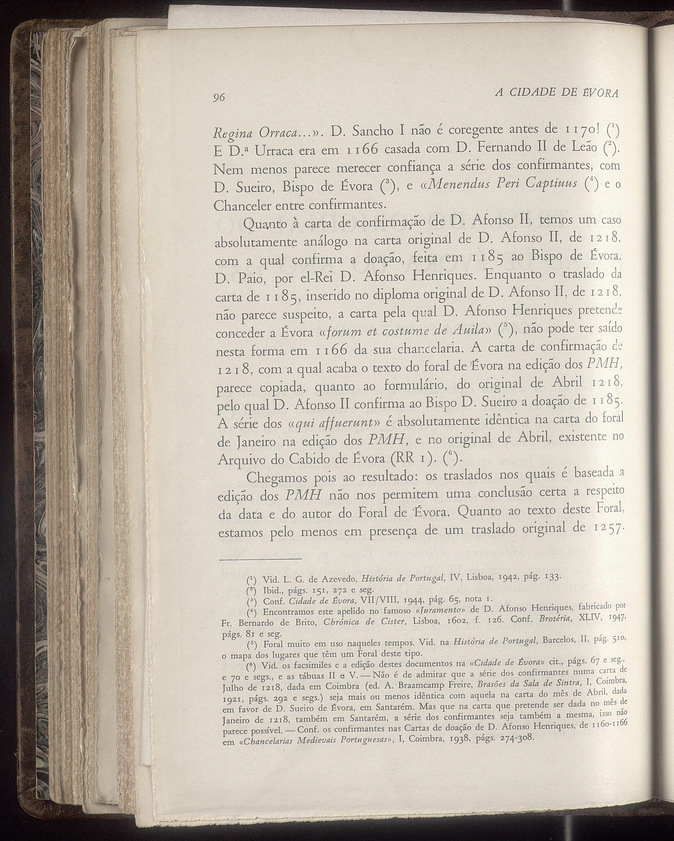 96
A CIDADE DE ÉVORA
Regina Orraca...». D. Sancho I não é coregente antes de 1170! (¹)
E D.ª Urraca era em 1166 casada com D. Fernando II de Leão (²).
Nem menos parece merecer confiança a série dos confirmantes, com
D. Sueiro, Bispo de Évora (³), e «Menendus Peri Captiuus (⁴) e o
Chanceler entre confirmantes.
Quanto à carta de confirmação de D. Afonso II, temos um caso
absolutamente análogo na carta original de D. Afonso II, de 1218,
com a qual confirma a doação, feita em 1185 ao Bispo de Évora,
D. Paio, por el-Rei D. Afonso Henriques. Enquanto o traslado da
carta de 1185, inserido no diploma original de D. Afonso II, de 1218,
não parece suspeito, a carta pela qual D. Afonso Henriques pretende
conceder a Évora «forum et costume de Auila» (⁵), não pode ter saído
nesta forma em 1166 da sua chancelaria. A carta de confirmação de
1218, com a qual acaba o texto do foral de Évora na edição dos PMH,
parece copiada, quanto ao formulário, do original de Abril 1218,
pelo qual D. Afonso II confirma ao Bispo D. Sueiro a doação de 1185.
A série dos «qui affuerunt» é absolutamente idêntica na carta do foral
de Janeiro na edição dos PMH, e no original de Abril, existente no
Arquivo do Cabido de Évora (RR 1). (⁶).
Chegamos pois ao resultado: os traslados nos quais é baseada a
edição dos PMH não nos permitem uma conclusão certa a respeito
da data e do autor do Foral de Évora. Quanto ao texto deste Foral,
estamos pelo menos em presença de um traslado original de 1257.
(¹) Vid. L. G. de Azevedo, História de Portugal, IV, Lisboa, 1942, pág. 133.
(²) Ibid., págs. 151, 272 e seg.
(³) Conf. Cidade de Évora, VII/VIII, 1944, pág. 65, nota 1.
(⁴) Encontramos este apelido no famoso «Juramento» de D. Afonso Henriques, fabricado por
Fr. Bernardo de Brito, Chrónica de Cister, Lisboa, 1602, f. 126. Conf. Brotéria, XLIV, 1947,
págs. 81 e seg.
(⁵) Foral muito em uso naqueles tempos. Vid. na História de Portugal, Barcelos, II, pág. 510,
o mapa dos lugares que têm um Foral deste tipo.
(⁶) Vid. os facsimiles e a edição destes documentos na «Cidade de Évora» cit., págs. 67 e seg.,
e 70 e segs., e as tábuas II e V. — Não é de admirar que a série dos confirmantes numa carta de
Julho de 1218, dada em Coimbra (ed. A. Braamcamp Freire, Brasões da Sala de Sintra, I, Coimbra,
1921, págs. 292 e segs.) seja mais ou menos idêntica com aquela na carta do mês de Abril, dada
em favor de D. Sueiro de Évora, em Santarém. Mas que na carta que pretende ser dada no mês de
Janeiro de 1218, também em Santarém, a série dos confirmantes seja também a mesma, isso não
parece possível. — Conf. os confirmantes nas Cartas de doação de D. Afonso Henriques, de 1160-1166
em «Chancelarias Medievais Portuguesas», I, Coimbra, 1938, págs. 274-308.